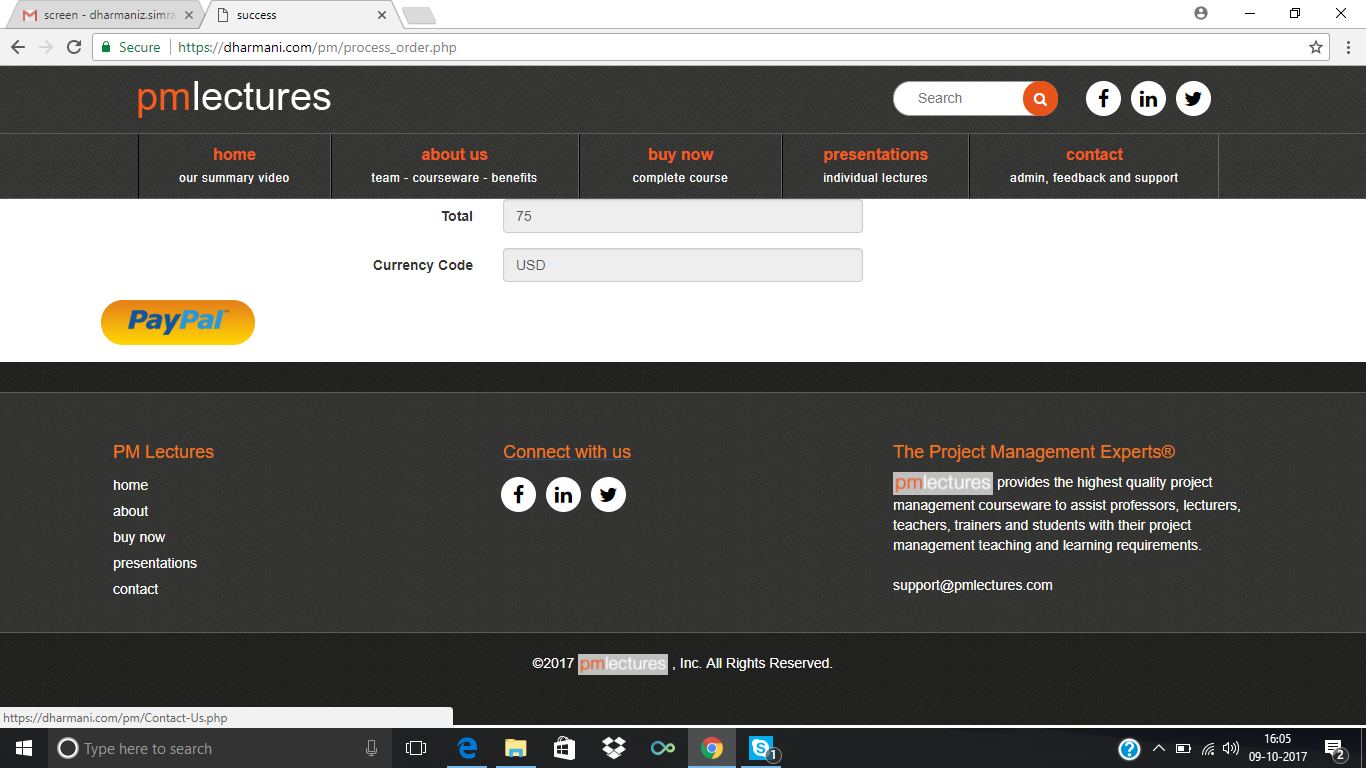 screen - dharmaniz.simra
success
Secure
https://dharmani.com/pm/process_order.php
pmlectures
Search
home
our summary video
about us
team - courseware - benefits
buy now
complete course
presentations
individual lectures
contact
admin, feedback and support
Total
75
Currency Code
USD
PayPal™
PM Lectures
home
about
buy now
presentations
contact
Connect with us
The Project Management Experts®
pmlectures provides the highest quality project
management courseware to assist professors, lecturers,
teachers, trainers and students with their project
management teaching and learning requirements.
support@pmlectures.com
©2017 pmlectures , Inc. All Rights Reserved.
https://dharmani.com/pm/Contact-Us.php
Type here to search
1
16:05
09-10-2017
2